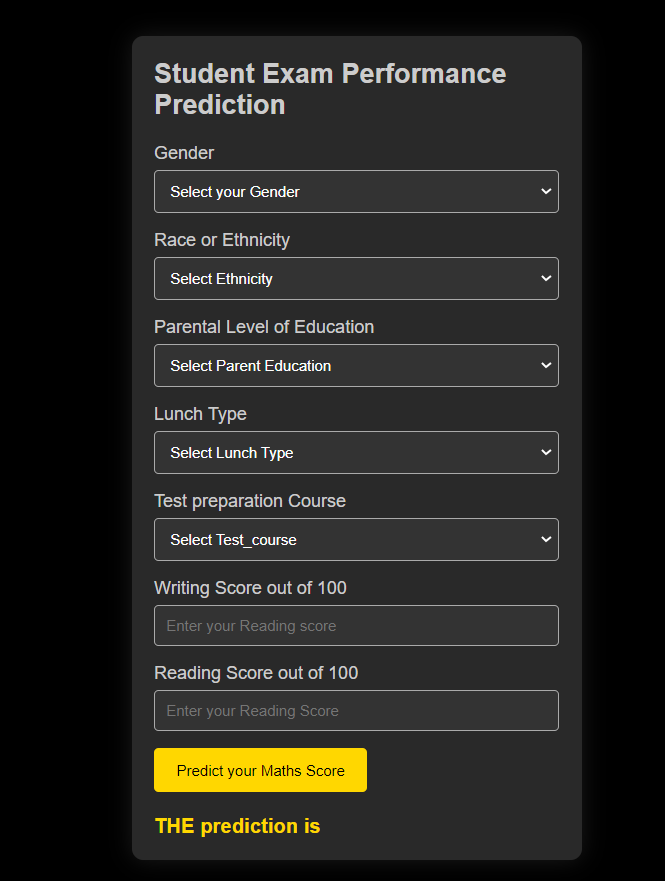 Student Exam Performance
Prediction
Gender
Select your Gender
Race or Ethnicity
Select Ethnicity
Parental Level of Education
Select Parent Education
Lunch Type
Select Lunch Type
Test preparation Course
Select Test_course
Writing Score out of 100
Enter your Reading score
Reading Score out of 100
Enter your Reading Score
Predict your Maths Score
THE prediction is